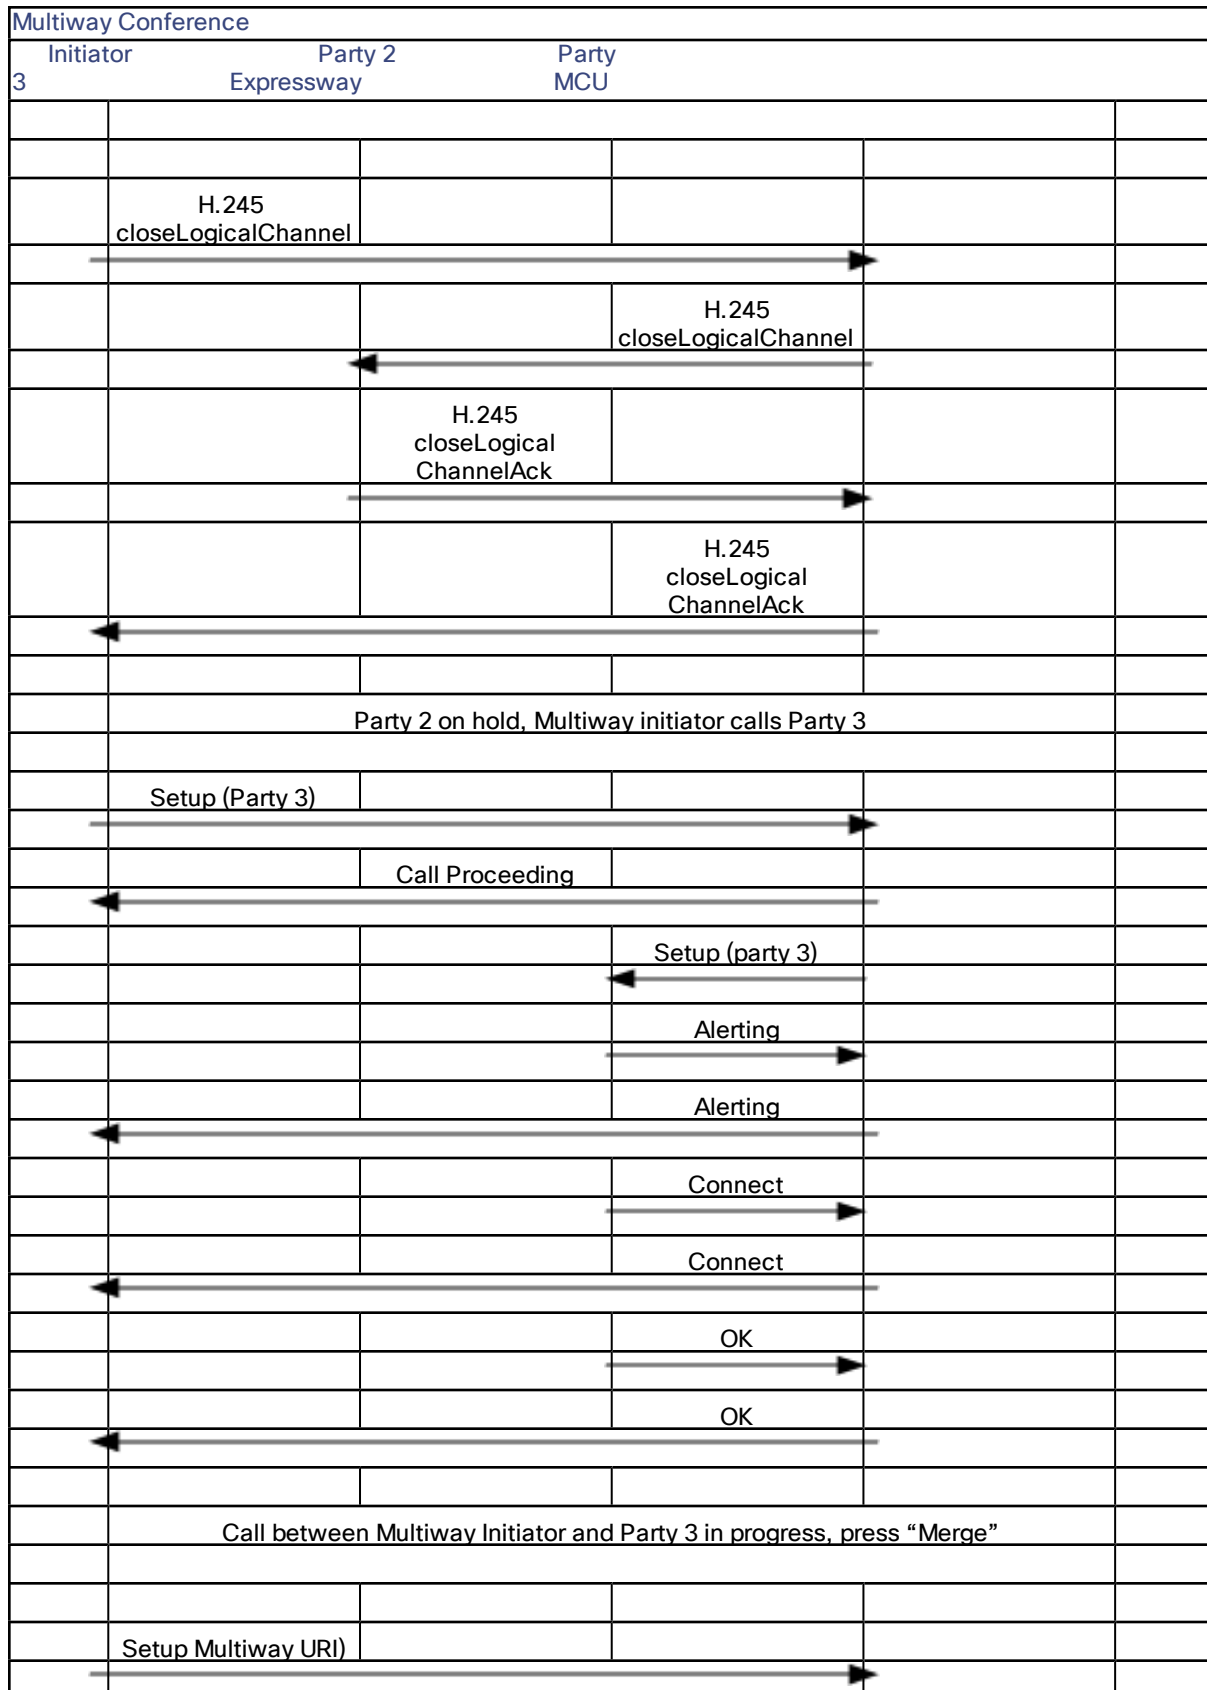 Multiway Conference
Initiator Party 2 Party
3 Expressway MCU
H.245
closeLogicalChannel
H.245
closeLogicalChannel
H.245
closeLogical
ChannelAck
H.245
closeLogical
ChannelAck
Party 2 on hold, Multiway initiator calls Party 3
Setup (Party 3)
Call Proceeding
Setup (party 3)
Alerting
Alerting
Connect
Connect
OK
OK
Call between Multiway Initiator and Party 3 in progress, press “Merge”
Setup Multiway URI)